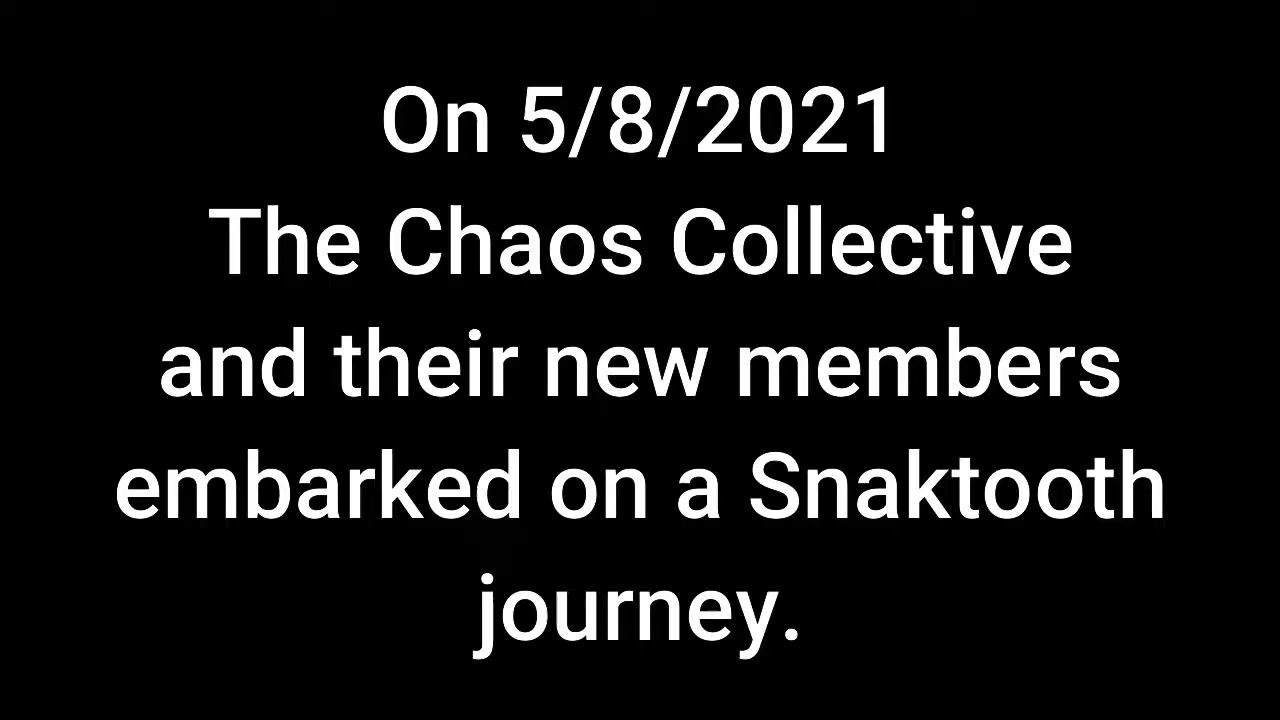 On 5/8/2021
The Chaos Collective
and their new members
embarked on a Snaktooth
journey.